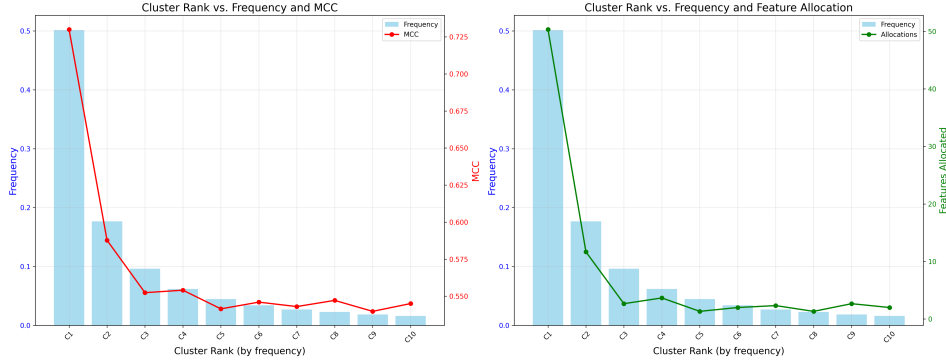 Cluster Rank vs. Frequency and MCC
Frequency
MCC
0.5
0.4
0.3
0.2
0.1
0.0
Frequency
0.725
0.700
0.675
0.650
0.625
0.600
0.575
0.550
MCC
C1
C2
C3
C4
C5
C6
C7
C8
C9
C10
Cluster Rank (by frequency)
Cluster Rank vs. Frequency and Feature Allocation
Frequency
Allocations
0.5
0.4
0.3
0.2
0.1
0.0
Frequency
50
40
30
20
10
0
Features Allocated
C1
C2
C3
C4
C5
C6
C7
C8
C9
C10
Cluster Rank (by frequency)